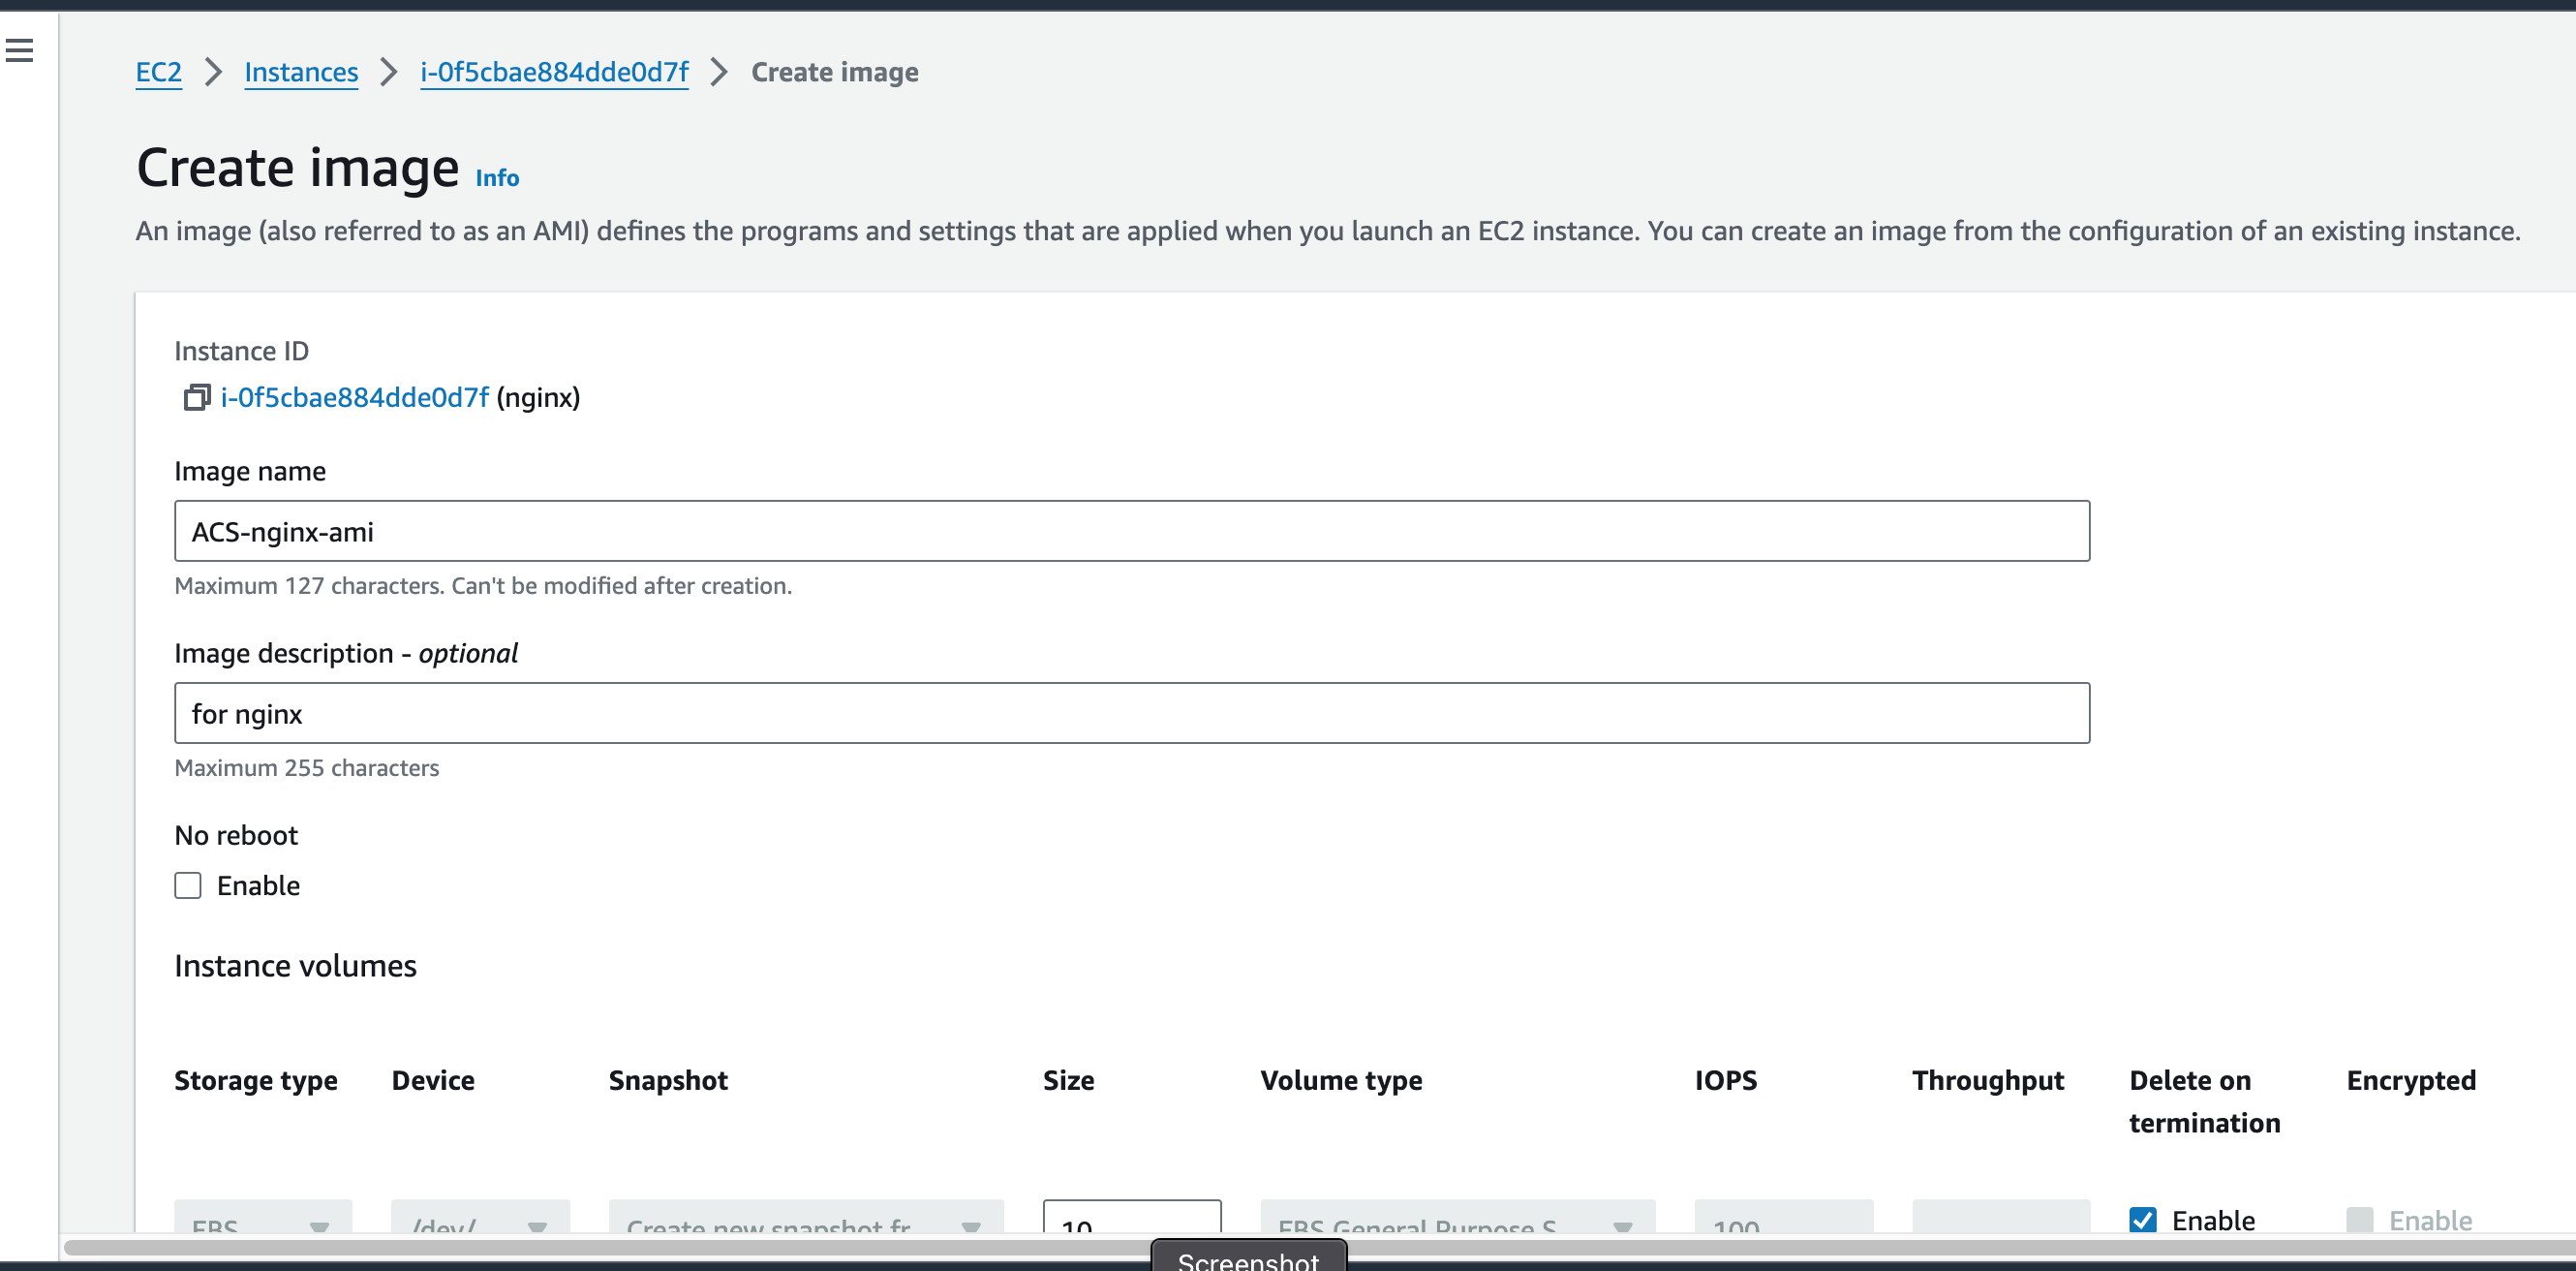 EC2 > Instances > i-0f5cbae884dde0d7f > Create image
Create image Info
An image (also referred to as an AMI) defines the programs and settings that are applied when you launch an EC2 instance. You can create an image from the configuration of an existing instance.
Instance ID
i-0f5cbae884dde0d7f (nginx)
Image name
ACS-nginx-ami
Maximum 127 characters. Can't be modified after creation.
Image description - optional
for nginx
Maximum 255 characters
No reboot
Enable
Instance volumes
Storage type Device Snapshot Size Volume type IOPS Throughput Delete on termination Encrypted
EBS /dev/ Create new snapshot fr 10 EBS General Purpose S 100 Enable Enable
Screenshot